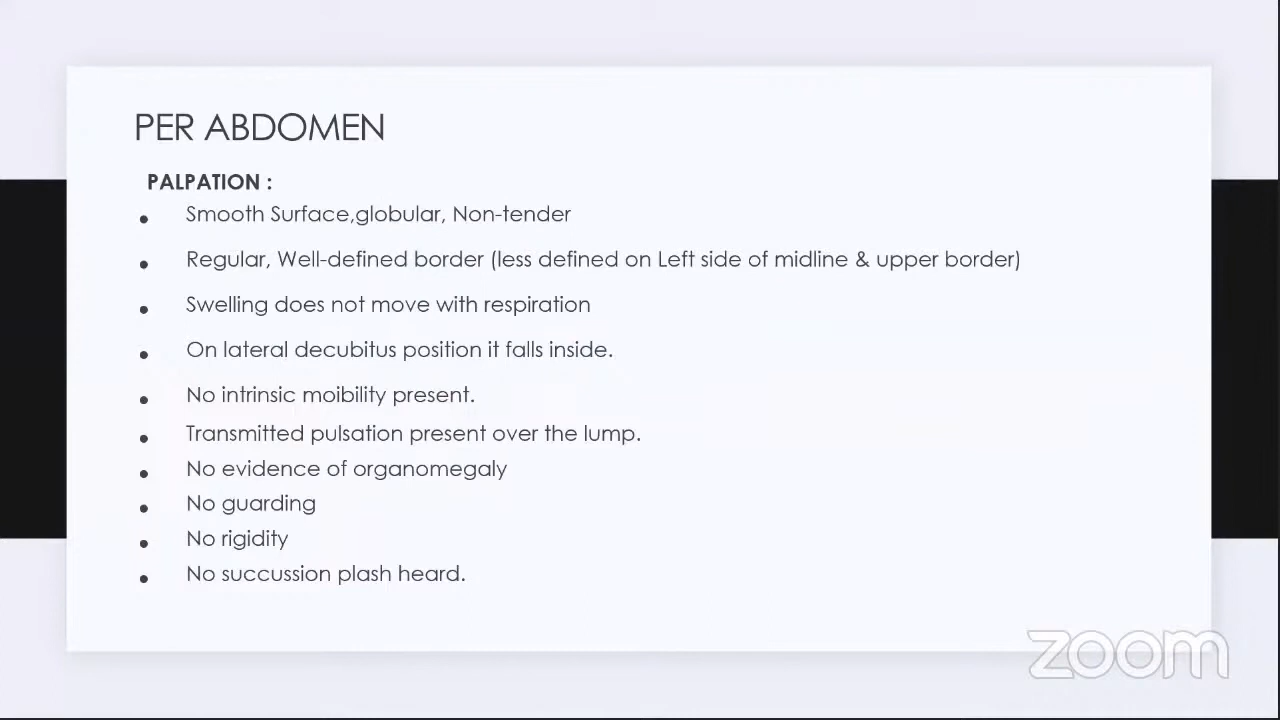 PER ABDOMEN
PALPATION :
• Smooth Surface,globular, Non-tender
• Regular, Well-defined border (less defined on Left side of midline & upper border)
• Swelling does not move with respiration
• On lateral decubitus position it falls inside.
• No intrinsic moibility present.
• Transmitted pulsation present over the lump.
• No evidence of organomegaly
• No guarding
• No rigidity
• No succussion plash heard.
zoom